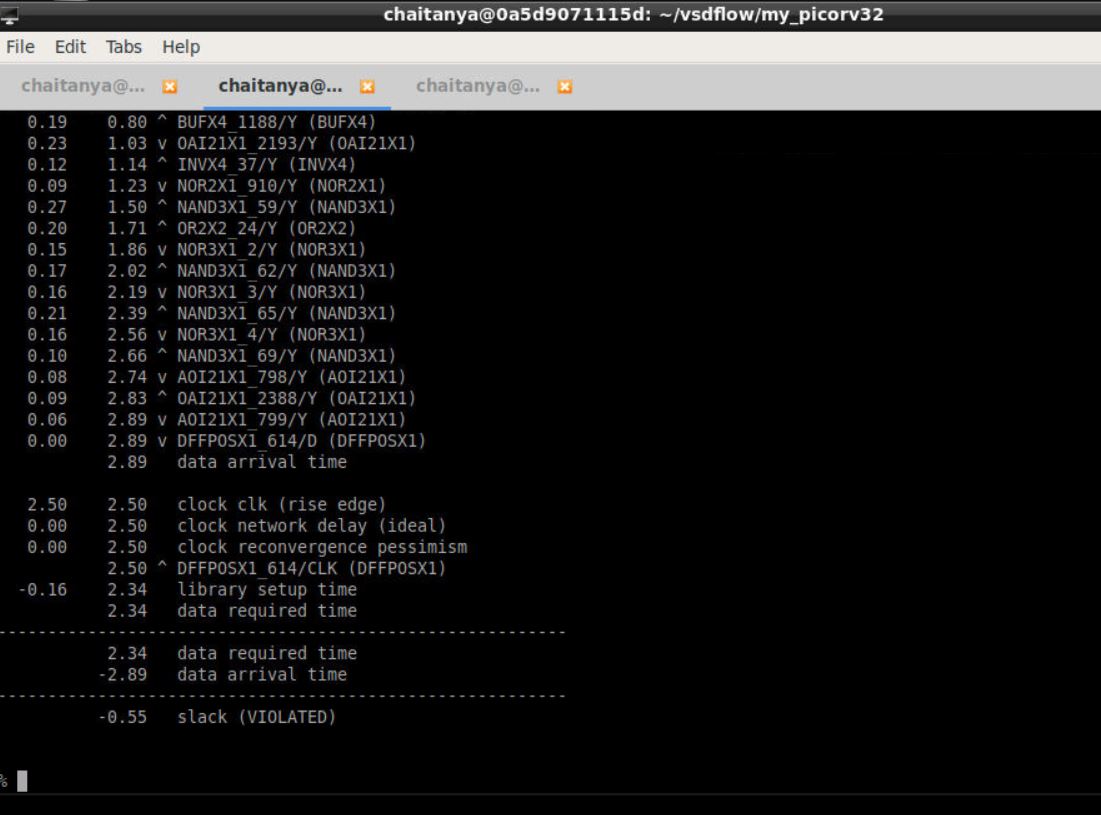 chaitanya@0a5d9071115d: ~/vsdflow/my_picorv32
File Edit Tabs Help
chaitanya@... chaitanya@... chaitanya@...
0.19 0.80 ^ BUFX4_1188/Y (BUFX4)
0.23 1.03 v OAI21X1_2193/Y (OAI21X1)
0.12 1.14 ^ INVX4_37/Y (INVX4)
0.09 1.23 v NOR2X1_910/Y (NOR2X1)
0.27 1.50 ^ NAND3X1_59/Y (NAND3X1)
0.20 1.71 ^ OR2X2_24/Y (OR2X2)
0.15 1.86 v NOR3X1_2/Y (NOR3X1)
0.17 2.02 ^ NAND3X1_62/Y (NAND3X1)
0.16 2.19 v NOR3X1_3/Y (NOR3X1)
0.21 2.39 ^ NAND3X1_65/Y (NAND3X1)
0.16 2.56 v NOR3X1_4/Y (NOR3X1)
0.10 2.66 ^ NAND3X1_69/Y (NAND3X1)
0.08 2.74 v AOI21X1_798/Y (AOI21X1)
0.09 2.83 ^ OAI21X1_2388/Y (OAI21X1)
0.06 2.89 v AOI21X1_799/Y (AOI21X1)
0.00 2.89 v DFFPOSX1_614/D (DFFPOSX1)
2.89 data arrival time
2.50 2.50 clock clk (rise edge)
0.00 2.50 clock network delay (ideal)
0.00 2.50 clock reconvergence pessimism
2.50 ^ DFFPOSX1_614/CLK (DFFPOSX1)
-0.16 2.34 library setup time
2.34 data required time
---------------------------------------------------------
2.34 data required time
-2.89 data arrival time
---------------------------------------------------------
-0.55 slack (VIOLATED)
%